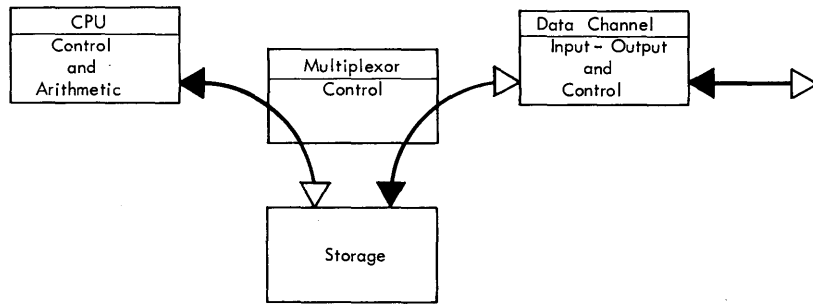 CPU
Control
and
Arithmetic
Multiplexor
Control
Data Channel
Input - Output
and
Control
Storage